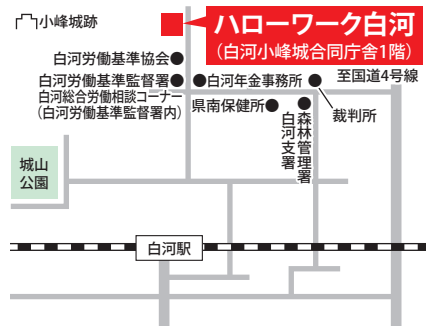 小峰城跡
ハローワーク白河
（白河小峰城合同庁舎1階）
白河労働基準協会
白河労働基準監督署
白河年金事務所
至国道4号線
白河総合労働相談コーナー
（白河労働基準監督署内）
県南保健所
裁判所
森林管理署
白河支署
城山
公園
白河駅